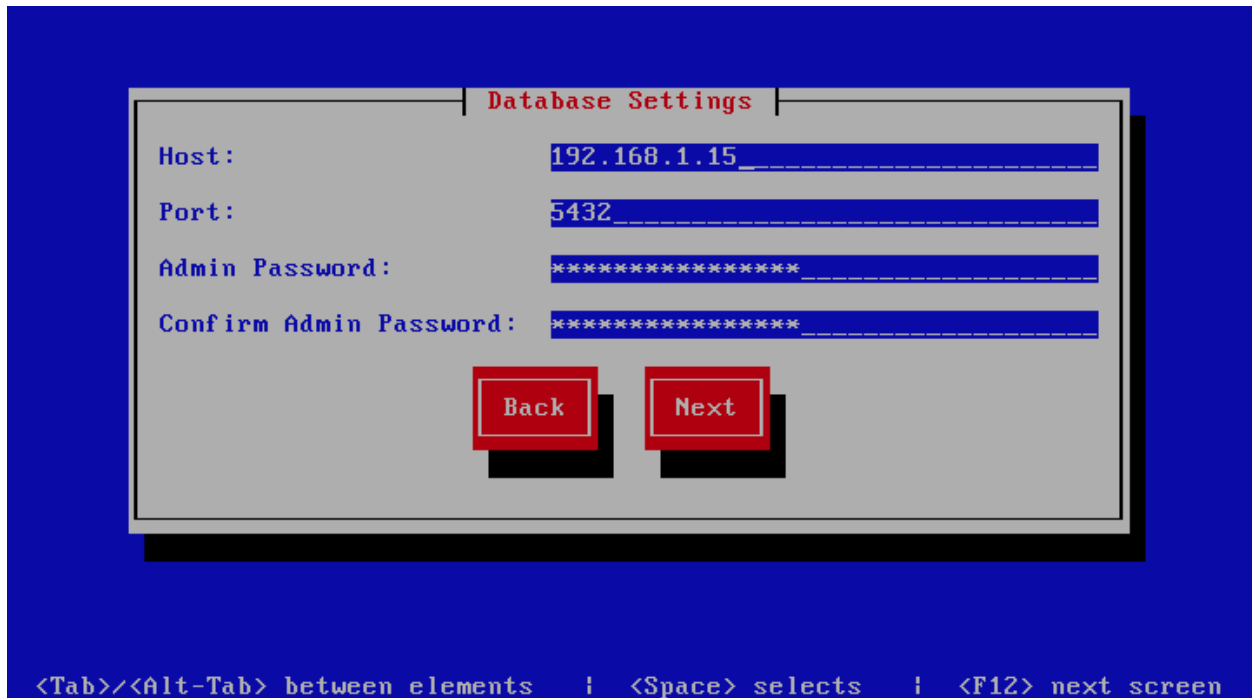 Database Settings
Host: 192.168.1.15
Port: 5432
Admin Password: ****************
Confirm Admin Password: ****************
Back Next
<Tab>/<Alt-Tab> between elements | <Space> selects | <F12> next screen